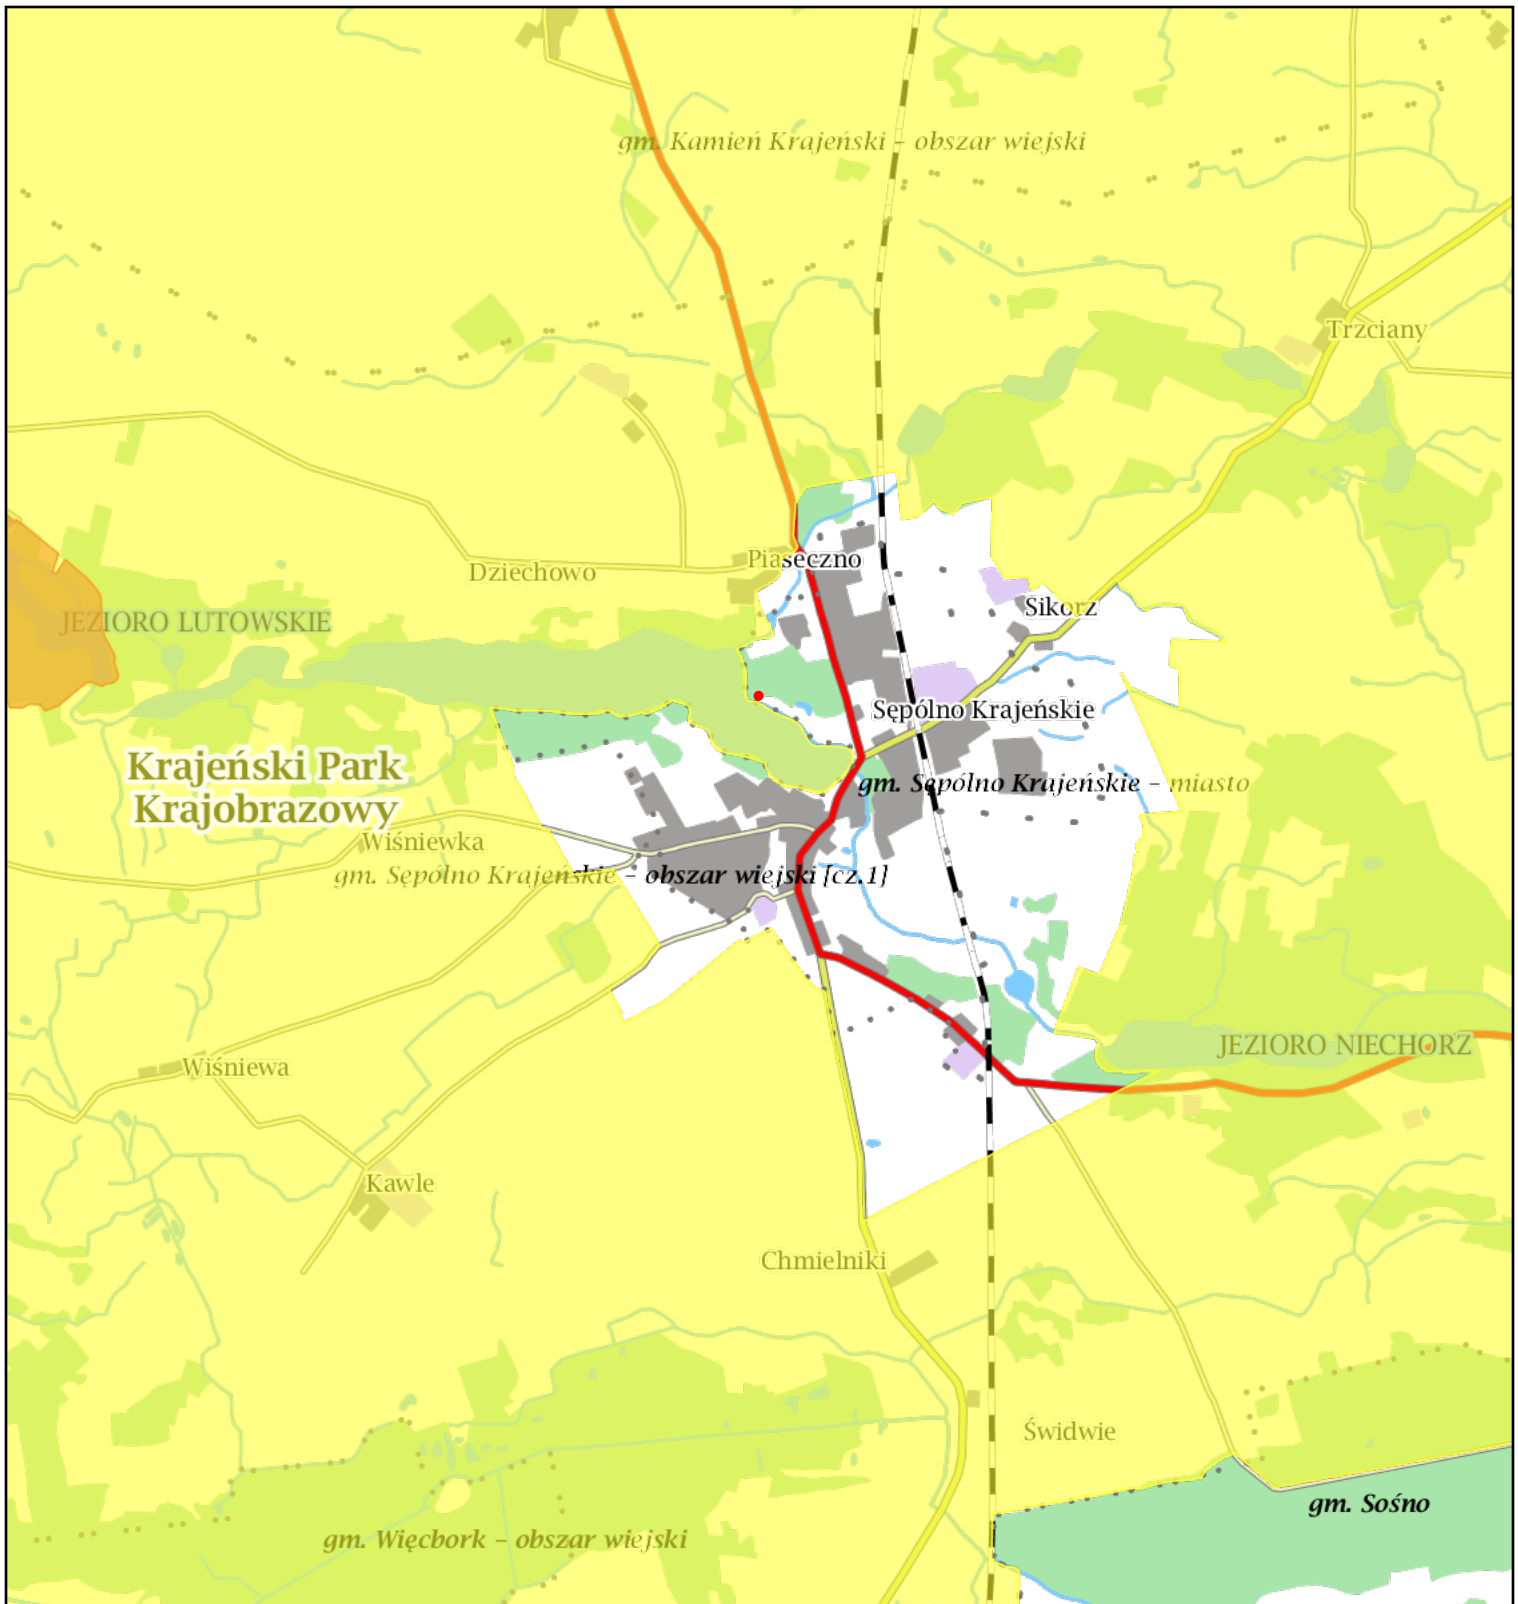 gm. Kamień Krajeński – obszar wiejski
Trzciany
Piaseczno
Dziechowo
Sikorz
JEZIORO LUTOWSKIE
Sępólno Krajeńskie
Krajeński Park
Krajobrazowy
gm. Sępólno Krajeńskie – miasto
Wiśniewka
gm. Sępólno Krajeńskie – obszar wiejski [cz.1]
JEZIORO NIECHORZ
Wiśniewa
Kawle
Chmielniki
Świdwie
gm. Sośno
gm. Więcbork – obszar wiejski